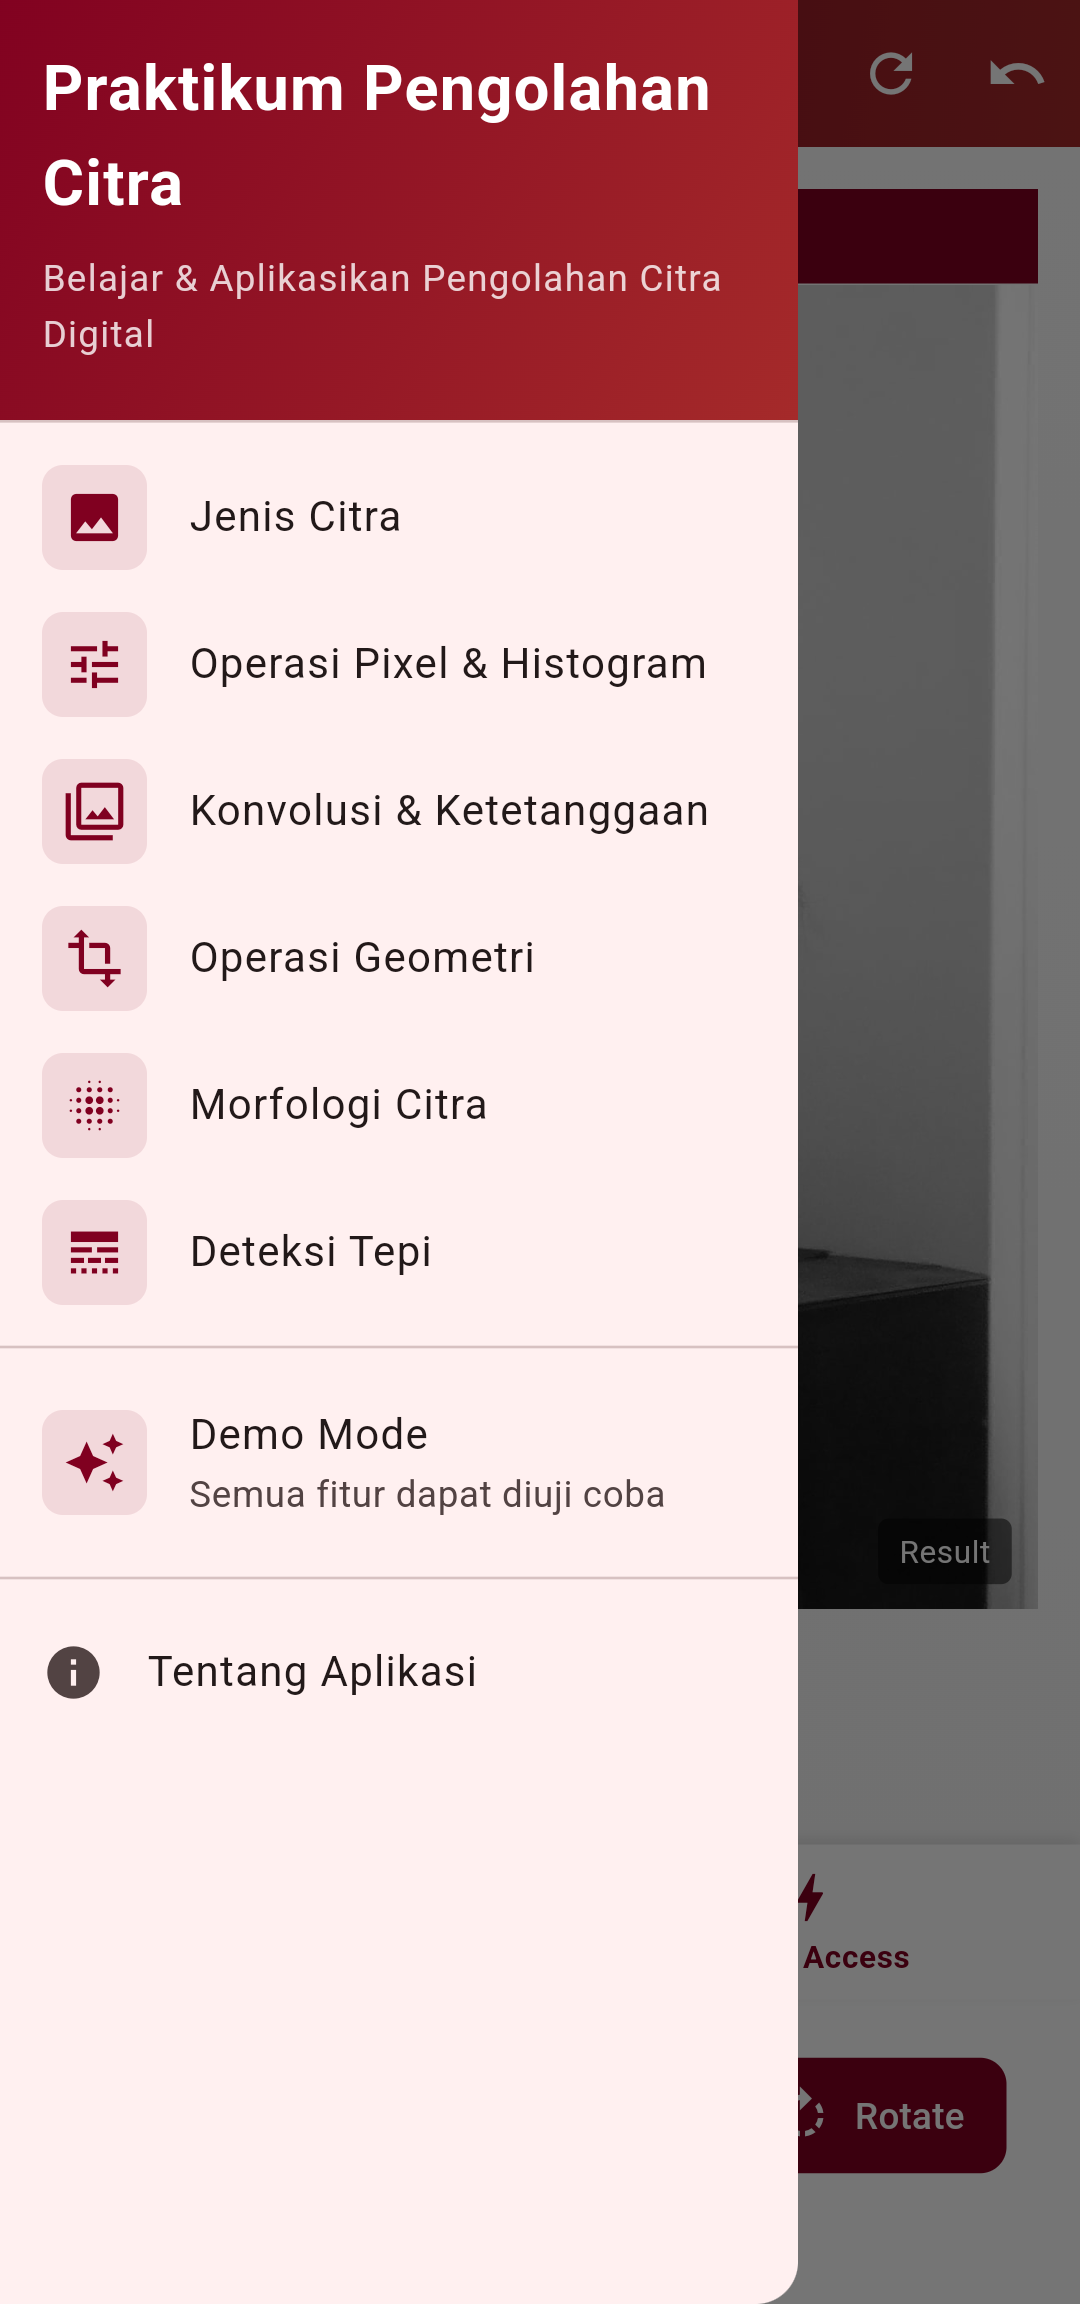 Praktikum Pengolahan
Citra
Belajar & Aplikasikan Pengolahan Citra
Digital
Jenis Citra
Operasi Pixel & Histogram
Konvolusi & Ketetanggaan
Operasi Geometri
Morfologi Citra
Deteksi Tepi
Demo Mode
Semua fitur dapat diuji coba
Result
Tentang Aplikasi
Access
Rotate